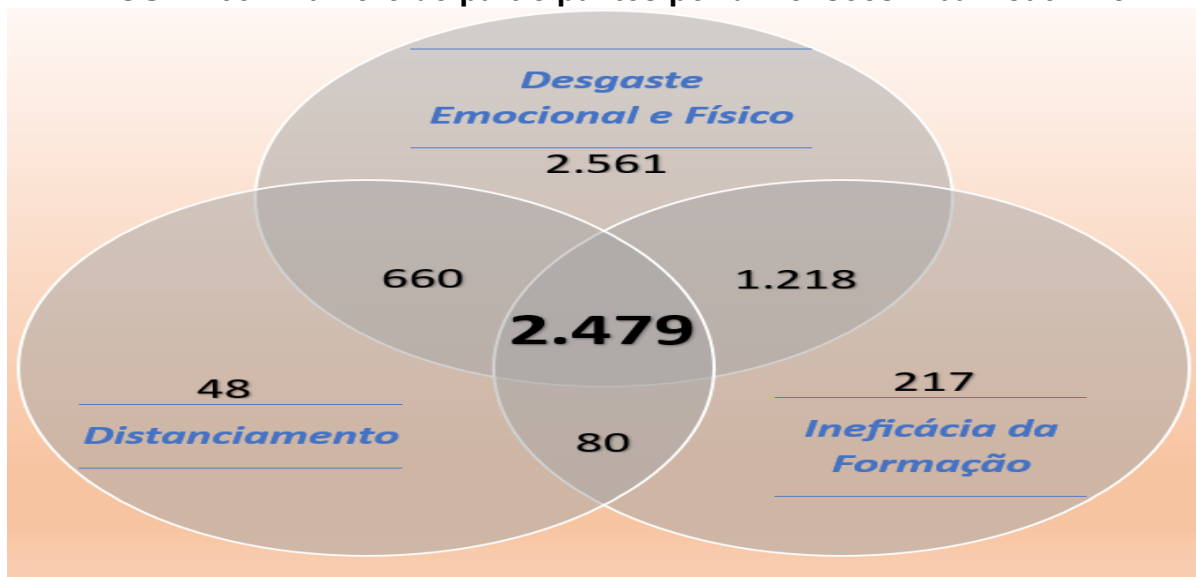 Desgaste
Emocional e Físico
2.561
660
1.218
2.479
48
217
Distanciamento
Ineficácia da
Formação
80